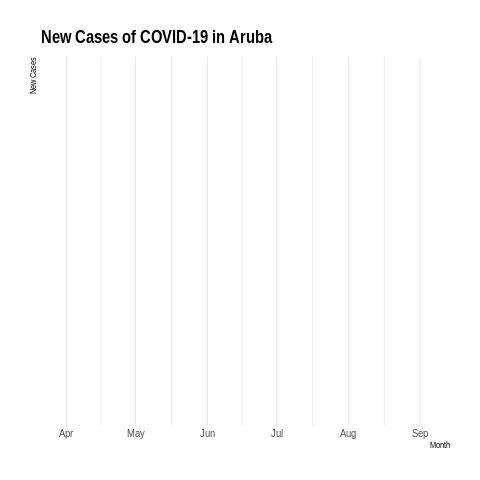 New Cases of COVID-19 in Aruba
New Cases
Apr May Jun Jul Aug Sep
Month